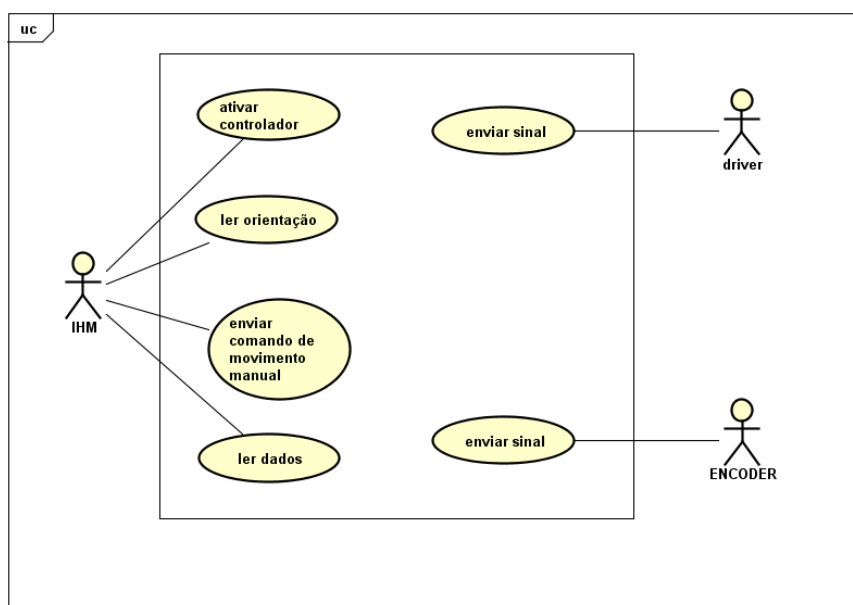 uc
ativar
controlador
enviar sinal
driver
ler orientação
IHM
enviar
comando de
movimento
manual
ler dados
enviar sinal
ENCODER